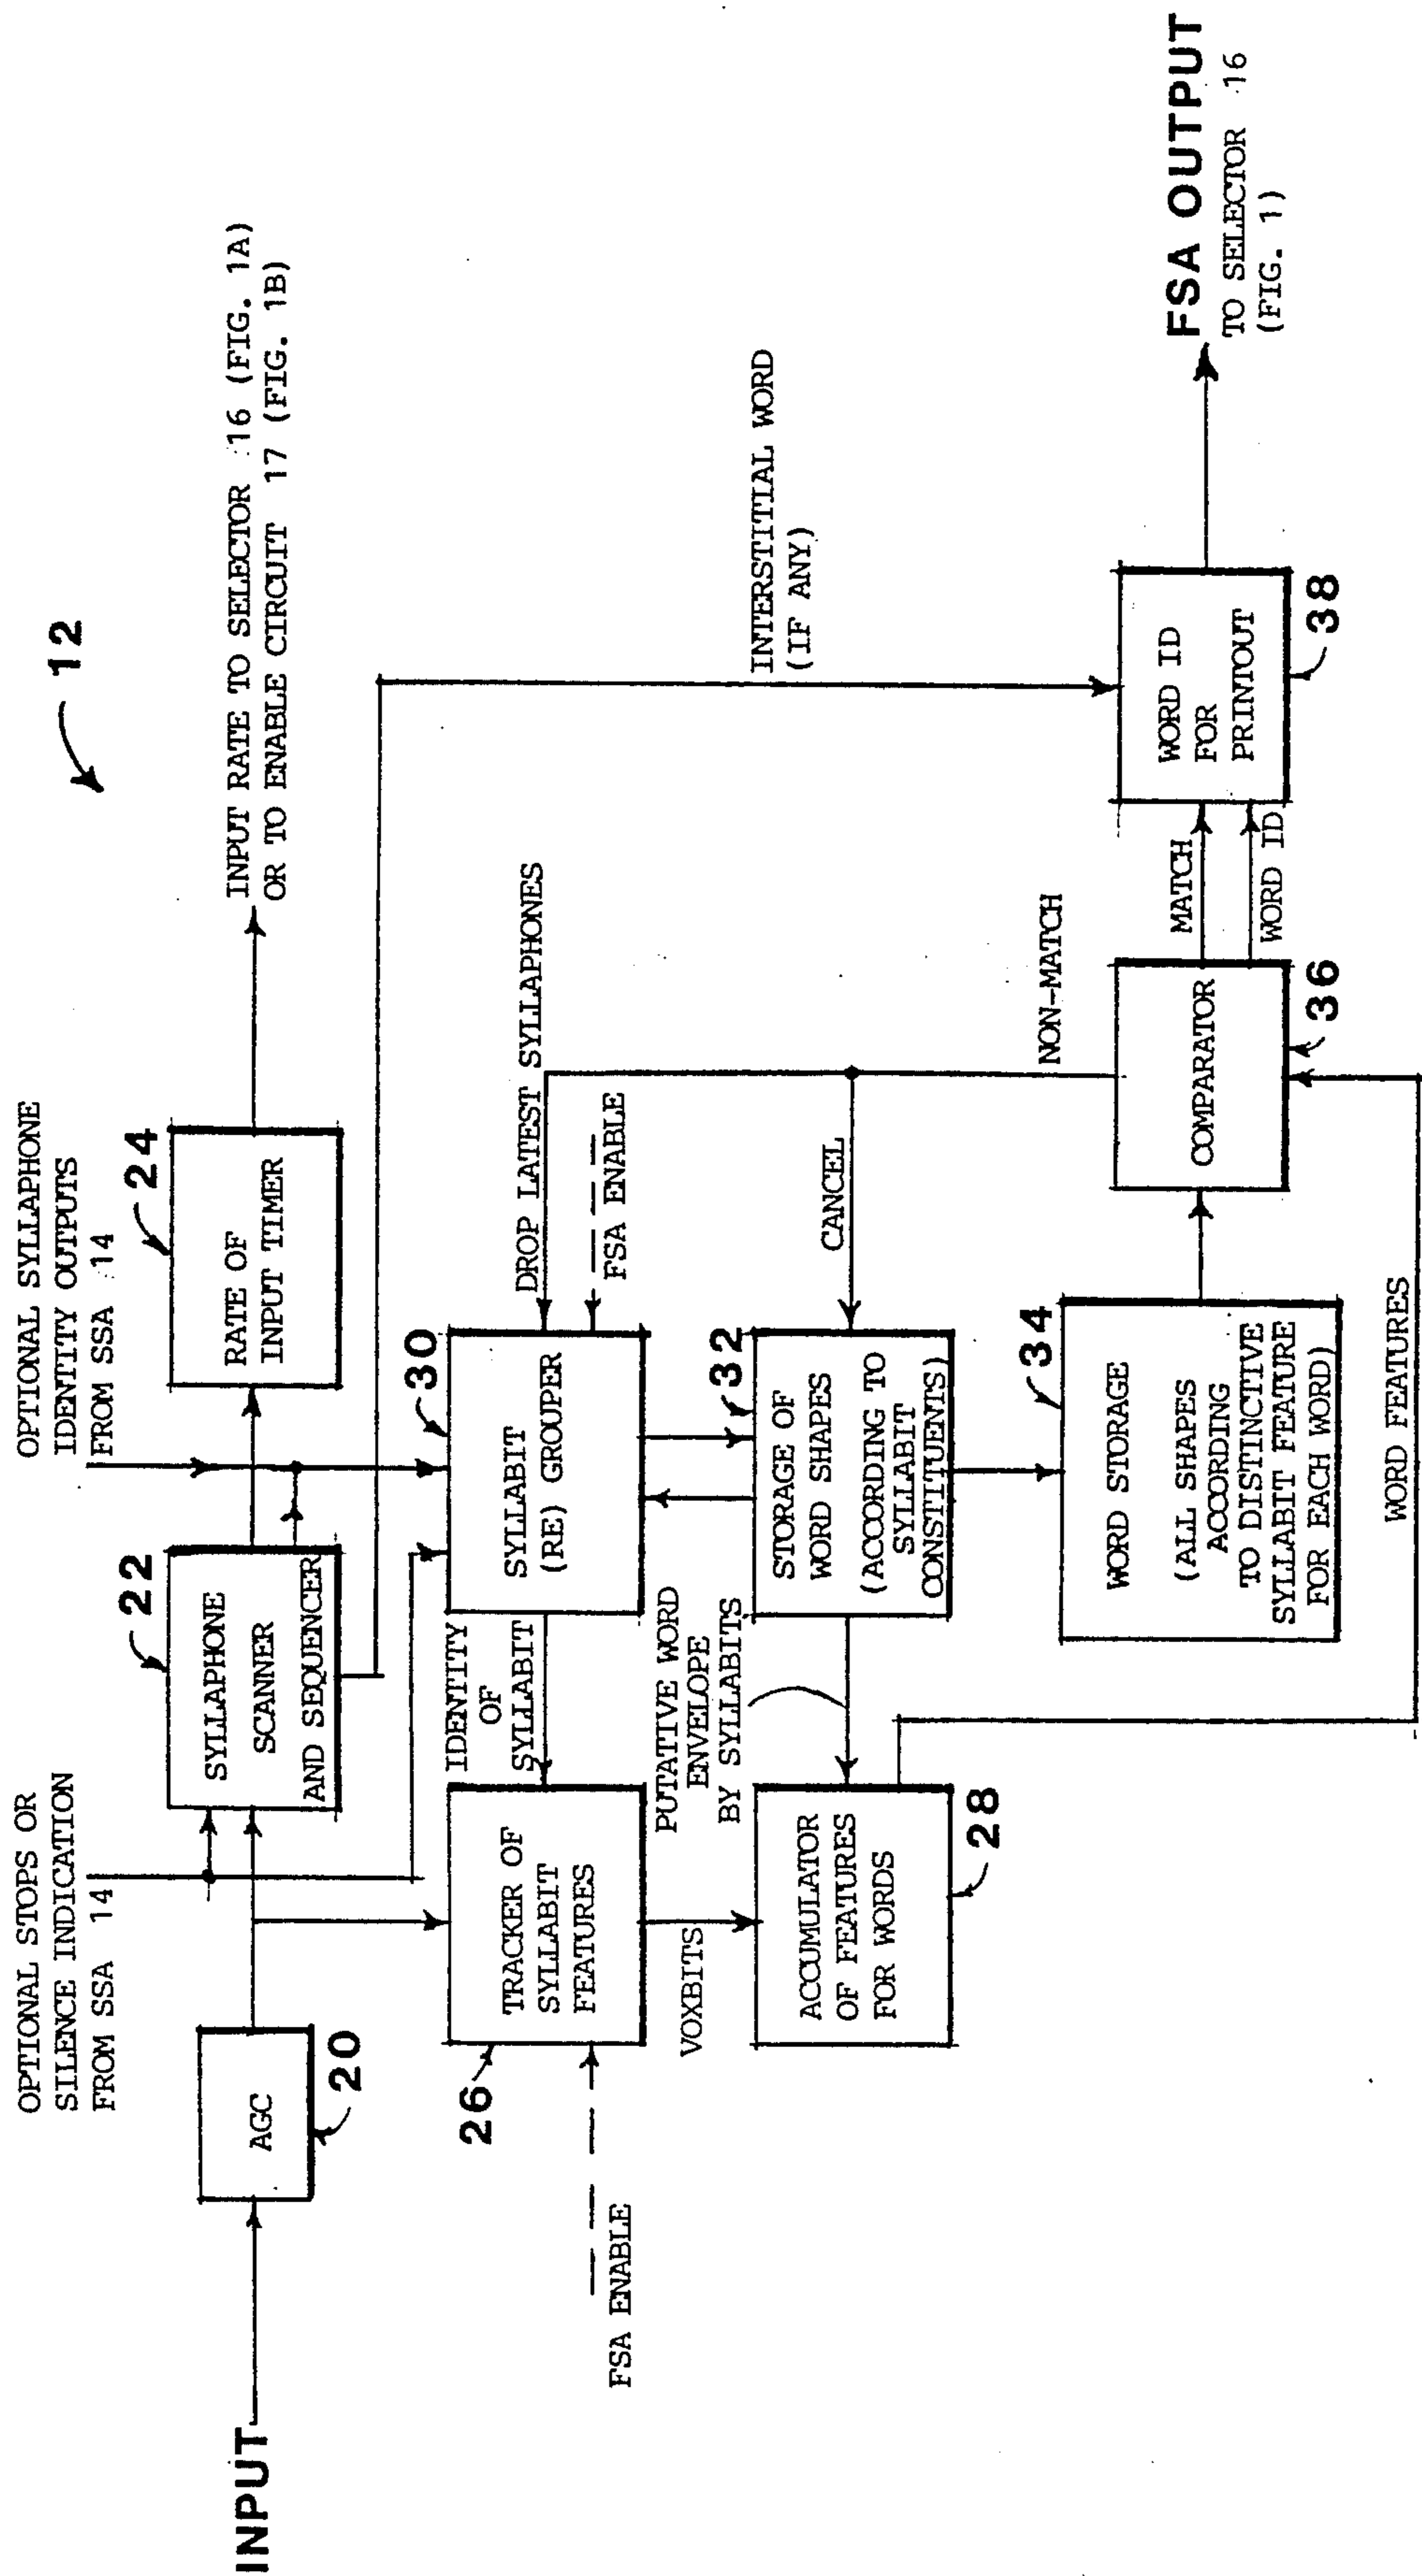 12
OPTIONAL STOPS OR
SILENCE INDICATION
FROM SSA 14
OPTIONAL SYLLAPHONE
IDENTITY OUTPUTS
FROM SSA 14
INPUT
AGC
20
SYLLAPHONE
SCANNER
AND SEQUENCER
22
RATE OF
INPUT TIMER
24
INPUT RATE TO SELECTOR 16 (FIG. 1A)
OR TO ENABLE CIRCUIT 17 (FIG. 1B)
FSA ENABLE
TRACKER OF
SYLLABIT
FEATURES
26
IDENTITY
OF
SYLLABIT
SYLLABIT
(RE) GROUPER
30
DROP LATEST SYLLAPHONES
FSA ENABLE
VOXBITS
PUTATIVE WORD
ENVELOPE
BY SYLLABITS
ACCUMULATOR
OF FEATURES
FOR WORDS
28
STORAGE OF
WORD SHAPES
(ACCORDING TO
SYLLABIT
CONSTITUENTS)
32
CANCEL
INTERSTITIAL WORD
(IF ANY)
WORD STORAGE
(ALL SHAPES
ACCORDING
TO DISTINCTIVE
SYLLABIT FEATURE
FOR EACH WORD)
34
NON-MATCH
COMPARATOR
36
MATCH
WORD ID
WORD ID
FOR
PRINTOUT
38
FSA OUTPUT
TO SELECTOR 16
(FIG. 1)
WORD FEATURES